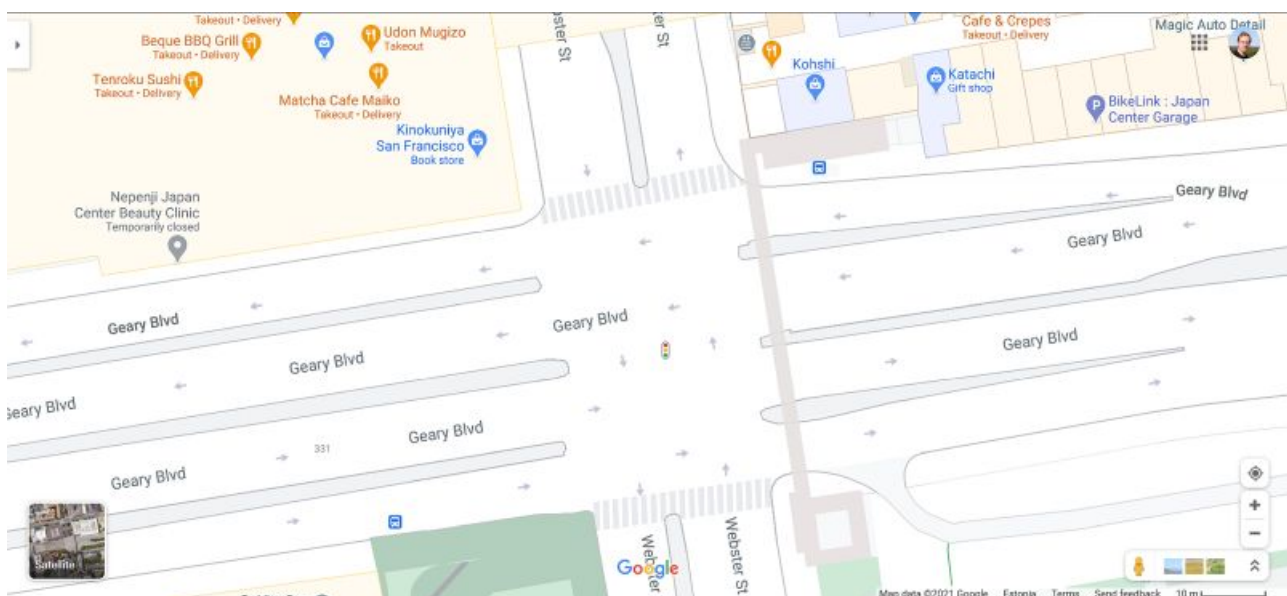 Takeout • Delivery
Beque BBQ Grill
Takeout • Delivery
Udon Mugizo
Takeout
Tenroku Sushi
Takeout • Delivery
Matcha Cafe Maiko
Takeout • Delivery
Kinokuniya
San Francisco
Book store
Nepenji Japan
Center Beauty Clinic
Temporarily closed
Webster St
ster St
Cafe & Crepes
Takeout • Delivery
Magic Auto Detail
Kohshi
Katachi
Gift shop
P
BikeLink : Japan
Center Garage
Geary Blvd
Geary Blvd
Geary Blvd
Geary Blvd
Geary Blvd
Geary Blvd
Geary Blvd
Geary Blvd
331
Geary Blvd
Satellite
Webster
Webster St
Google
Map data ©2021 Google
Estonia
Terms
Send feedback
10 m